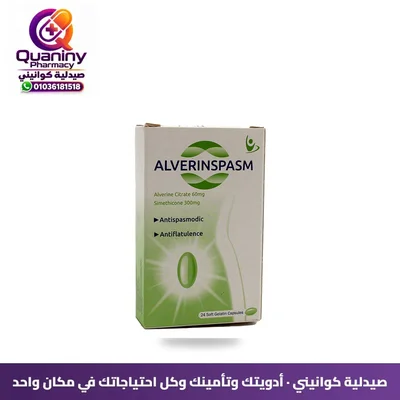 Quaniny
Pharmacy
صيدلية كوانيني
01036181518
ALVERINSPASM
Alverine Citrate 60mg
Simethicone 300mg
Antispasmodic
Antiflatulence
24 Soft Gelatin Capsules
صيدلية كوانيني - أدويتك وتأمينك وكل احتياجاتك في مكان واحد